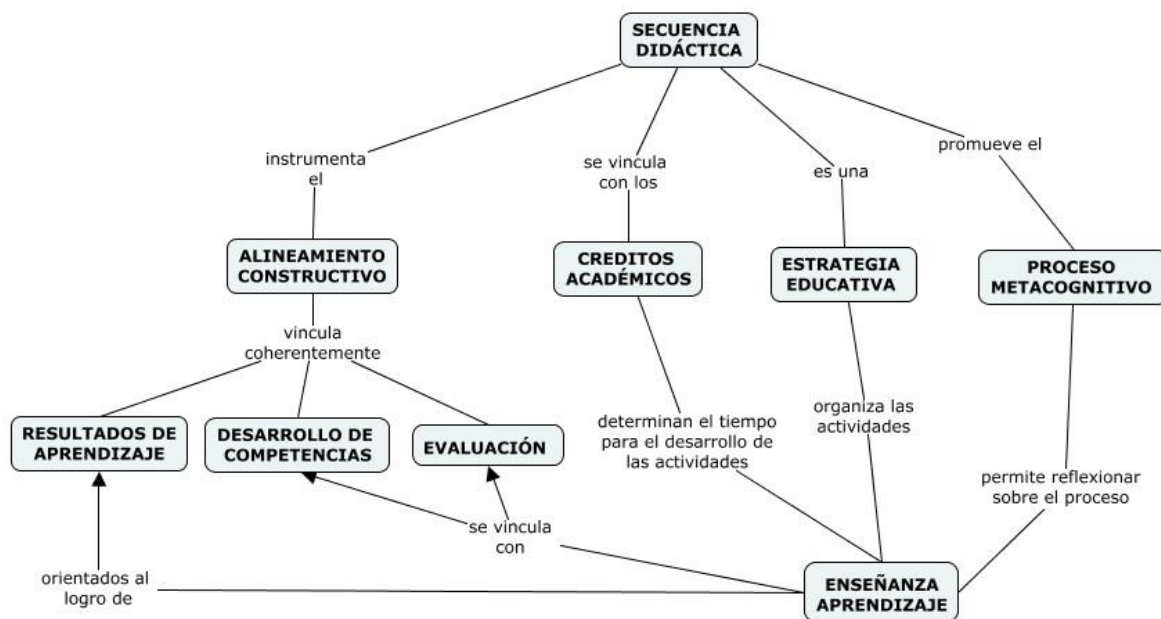 SECUENCIA
DIDÁCTICA
instrumenta
el
se vincula
con los
es una
promueve el
ALINEAMIENTO
CONSTRUCTIVO
CREDITOS
ACADÉMICOS
ESTRATEGIA
EDUCATIVA
PROCESO
METACOGNITIVO
vincula
coherentemente
RESULTADOS DE
APRENDIZAJE
DESARROLLO DE
COMPETENCIAS
EVALUACIÓN
determinan el tiempo
para el desarrollo de
las actividades
organiza las
actividades
permite reflexionar
sobre el proceso
se vincula
con
orientados al
logro de
ENSEÑANZA
APRENDIZAJE